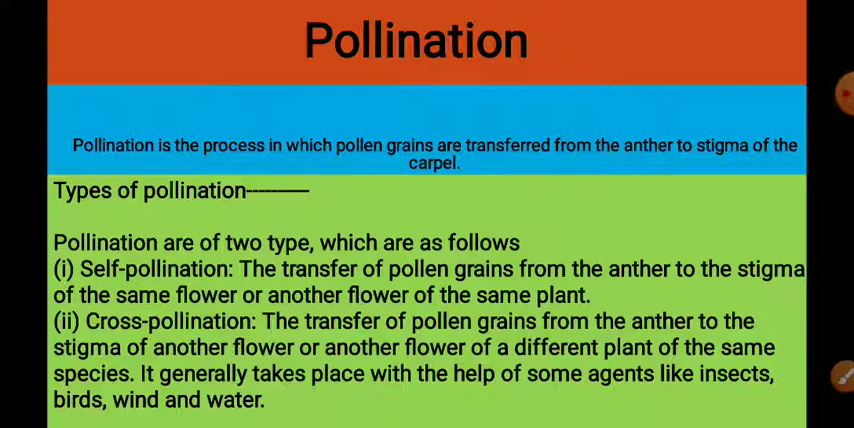 Pollination
Pollination is the process in which pollen grains are transferred from the anther to stigma of the
carpel.
Types of pollination---------
Pollination are of two type, which are as follows
(i) Self-pollination: The transfer of pollen grains from the anther to the stigma
of the same flower or another flower of the same plant.
(ii) Cross-pollination: The transfer of pollen grains from the anther to the
stigma of another flower or another flower of a different plant of the same
species. It generally takes place with the help of some agents like insects,
birds, wind and water.